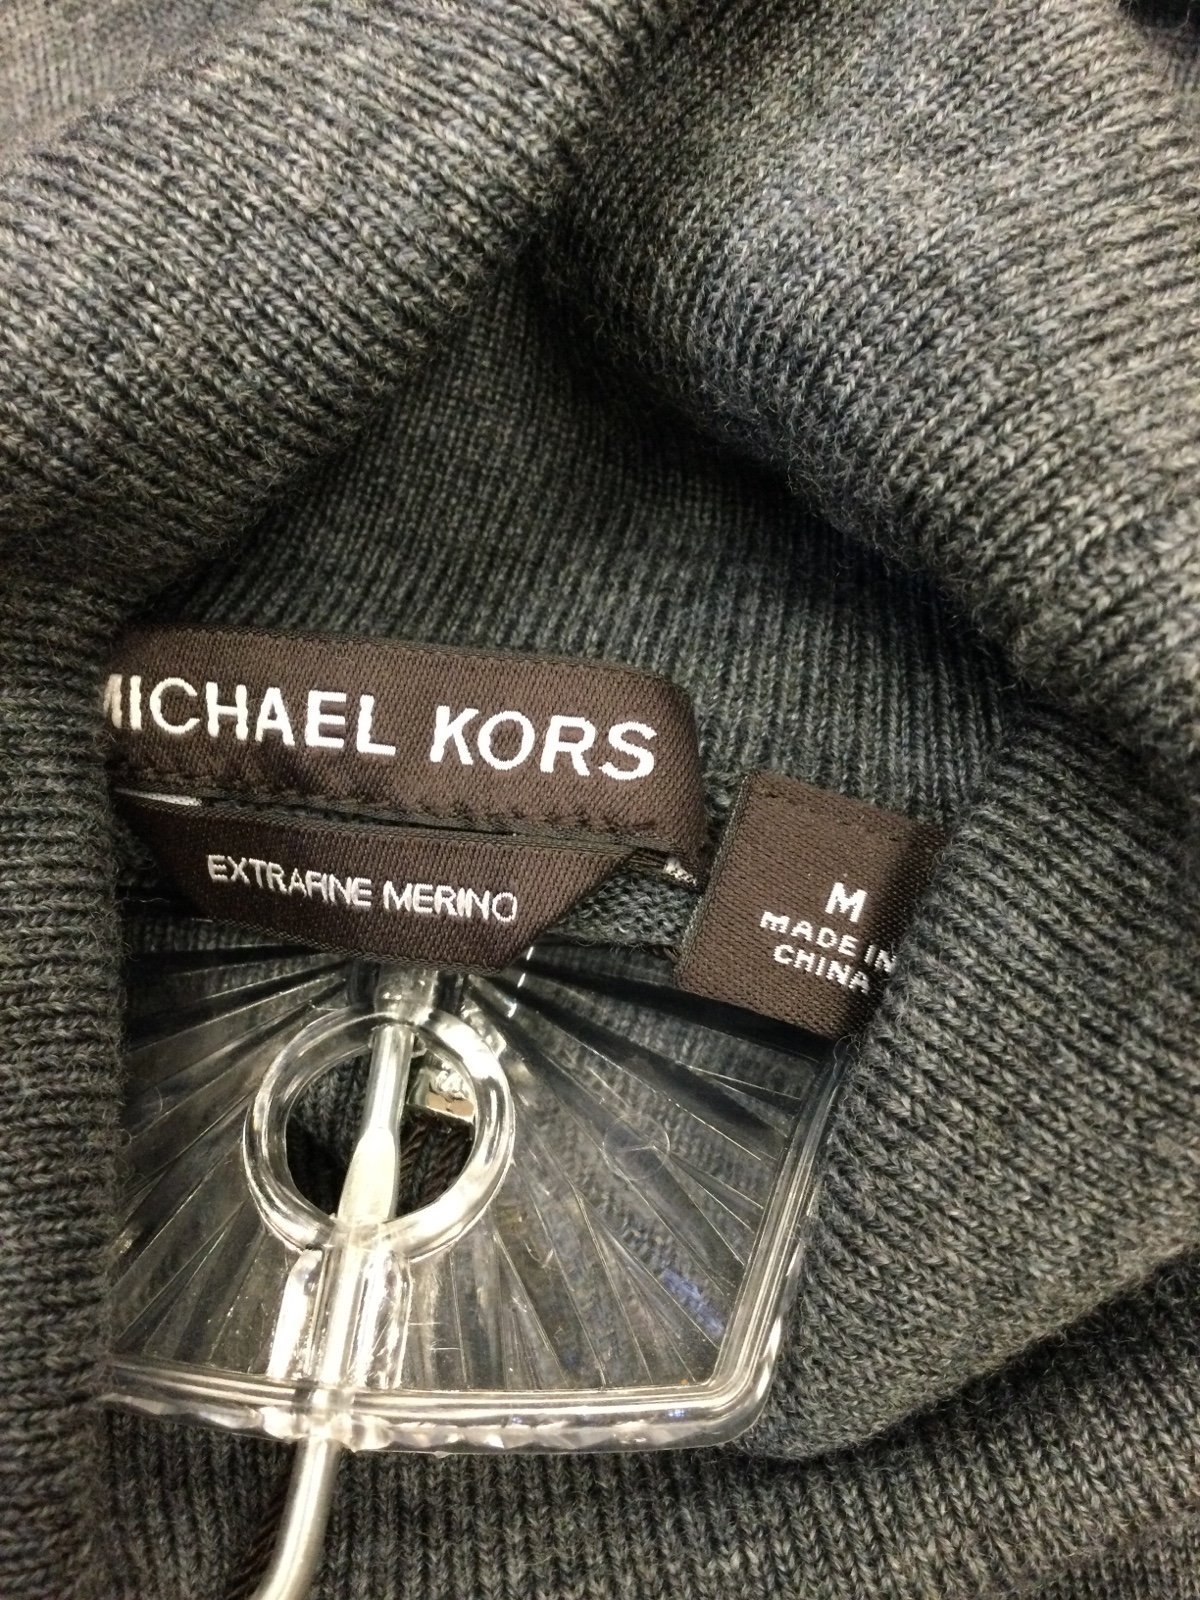 MICHAEL KORS
EXTRAFINE MERINO
M
MADE IN
CHINA